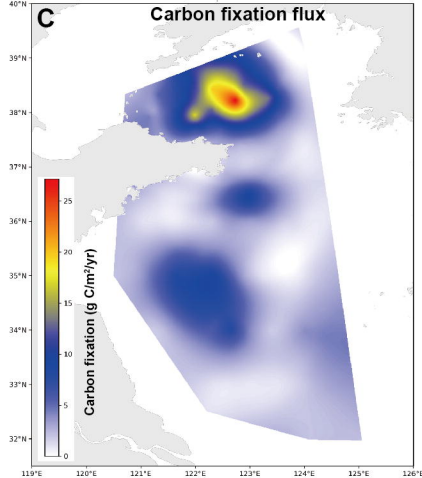 C
Carbon fixation flux
40°N
39°N
38°N
37°N
36°N
35°N
34°N
33°N
32°N
25
20
15
10
5
0
Carbon fixation (g C/m²/yr)
119°E 120°E 121°E 122°E 123°E 124°E 125°E 126°E